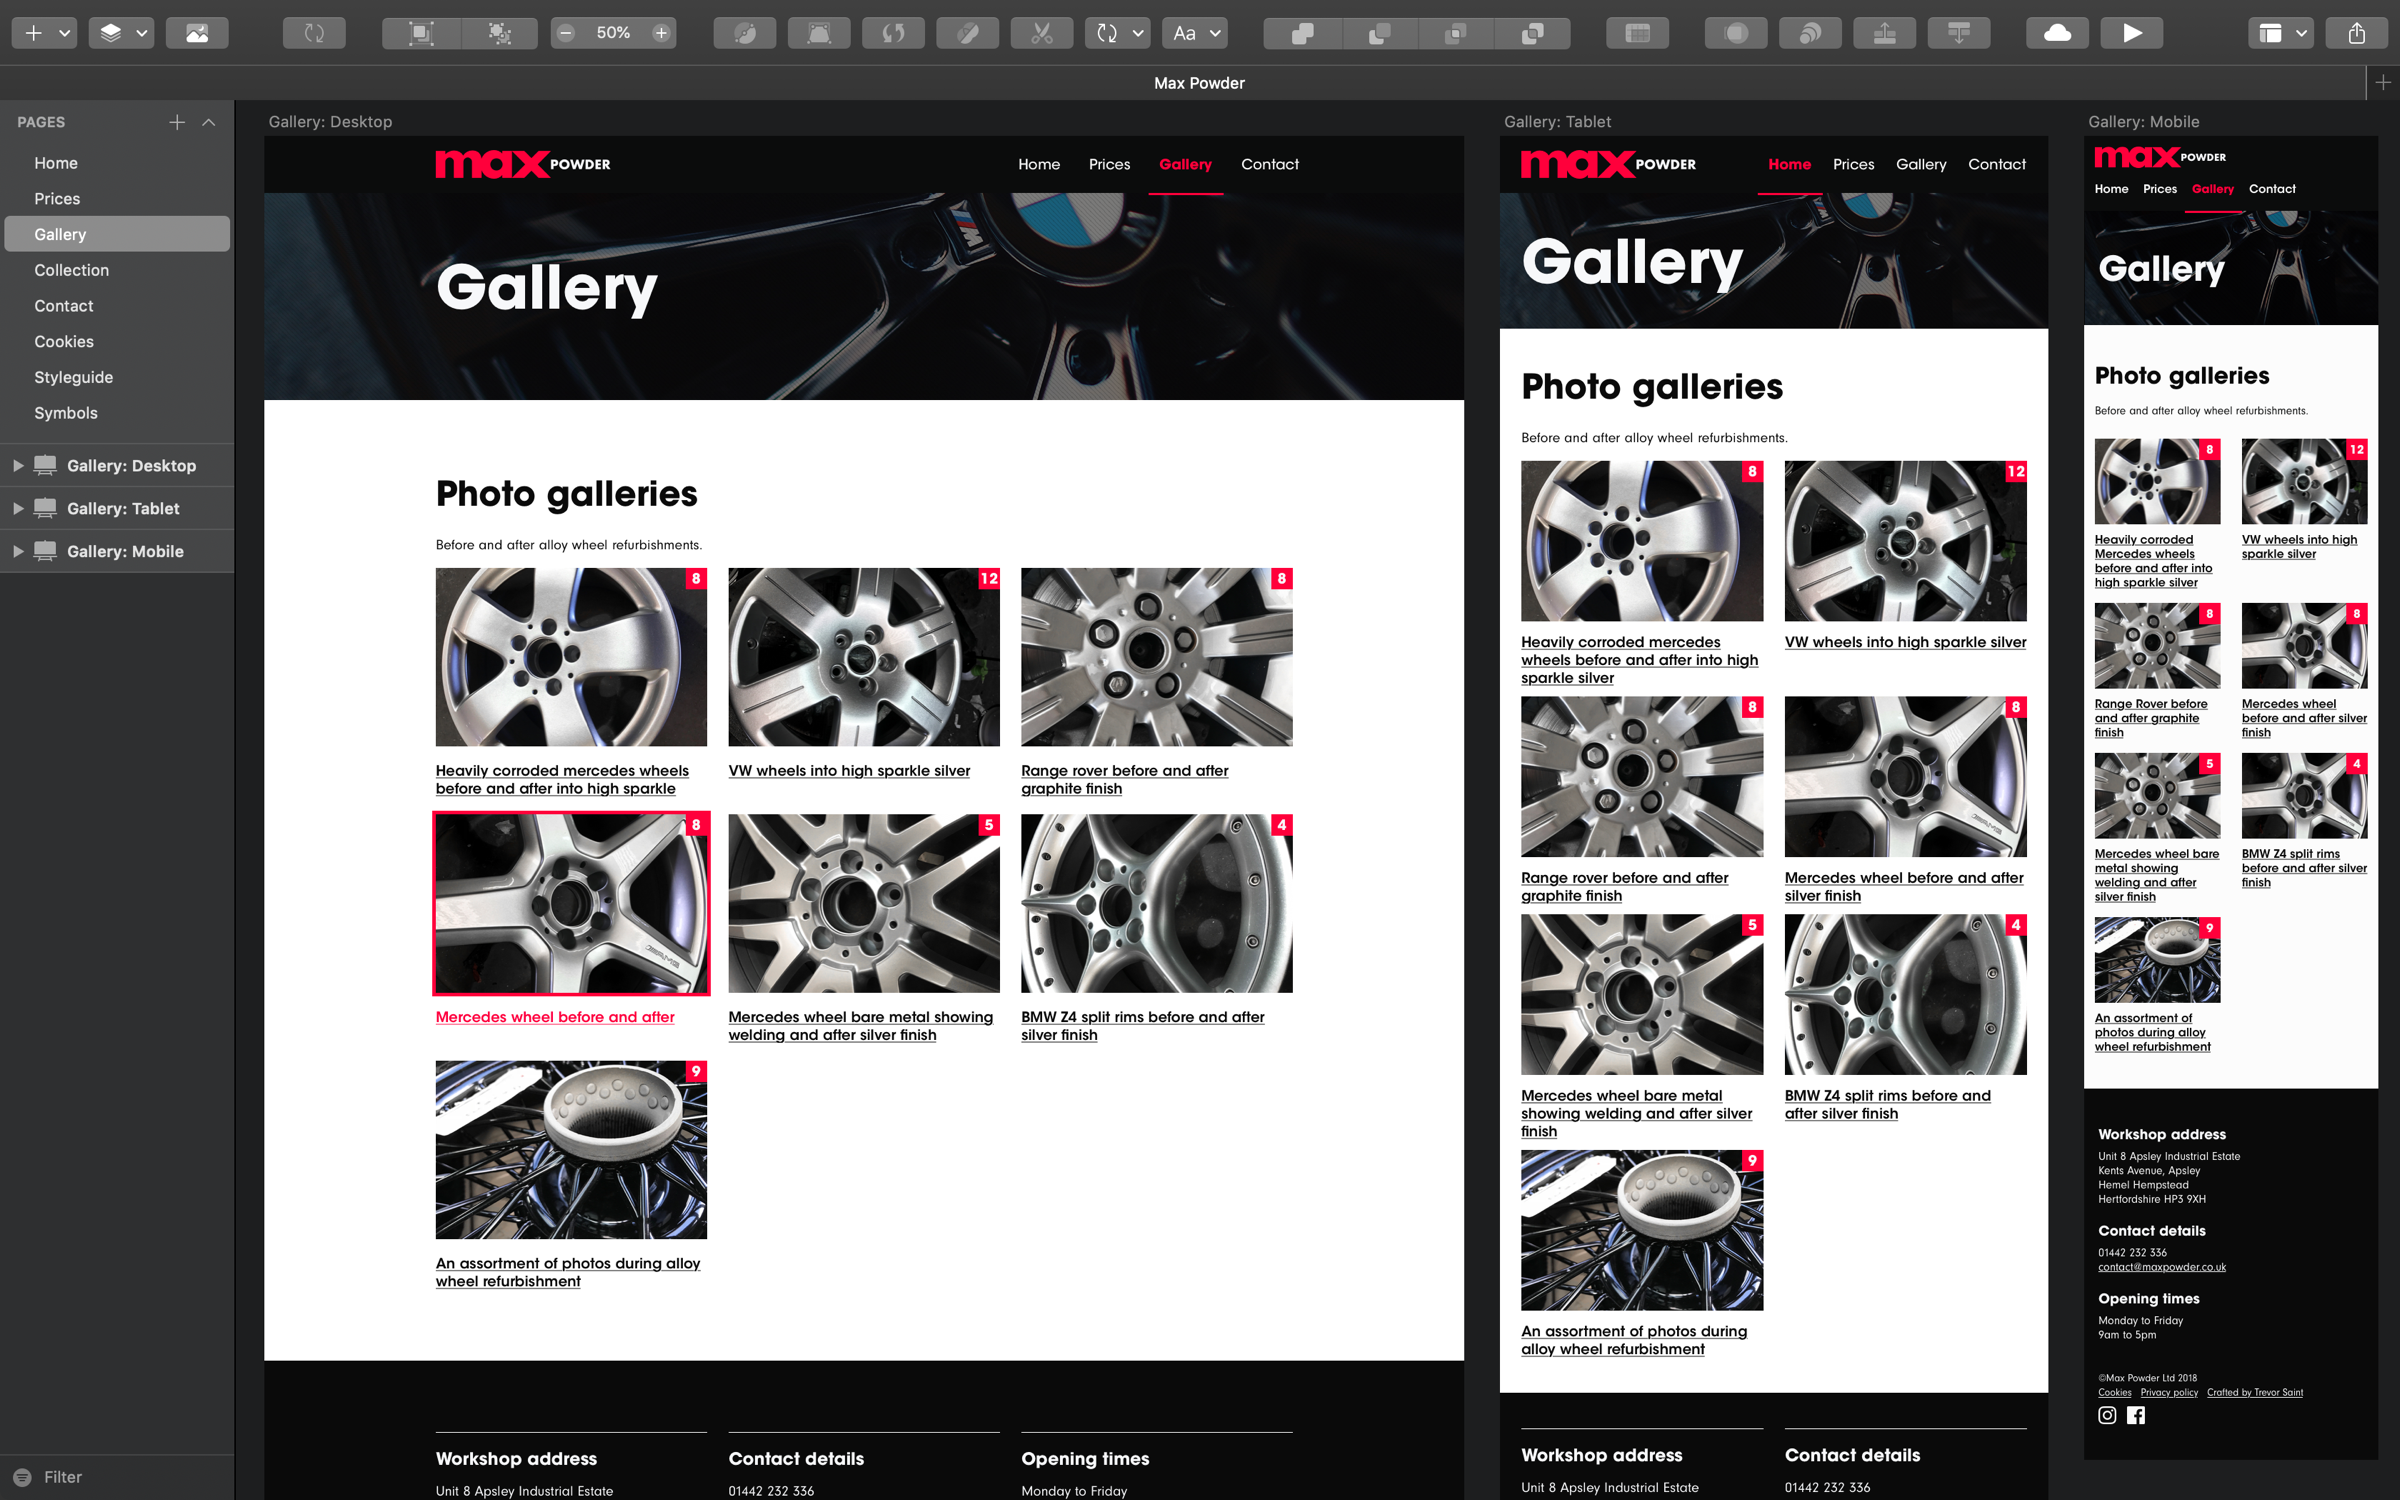 50%
Aa
Max Powder
PAGES
Home
Prices
Gallery
Collection
Contact
Cookies
Styleguide
Symbols
Gallery: Desktop
Gallery: Tablet
Gallery: Mobile
Filter
Gallery: Desktop
max POWDER
Home Prices Gallery Contact
Gallery
Photo galleries
Before and after alloy wheel refurbishments.
8
12
8
Heavily corroded mercedes wheels
before and after into high sparkle
VW wheels into high sparkle silver
Range rover before and after
graphite finish
8
5
4
AMG
Mercedes wheel before and after
Mercedes wheel bare metal showing
welding and after silver finish
BMW Z4 split rims before and after
silver finish
9
An assortment of photos during alloy
wheel refurbishment
Workshop address
Unit 8 Apsley Industrial Estate
Contact details
01442 232 336
Opening times
Monday to Friday
Gallery: Tablet
max POWDER
Home Prices Gallery Contact
Gallery
Photo galleries
Before and after alloy wheel refurbishments.
8
12
Heavily corroded mercedes
wheels before and after into high
sparkle silver
VW wheels into high sparkle silver
8
8
Range rover before and after
graphite finish
Mercedes wheel before and after
silver finish
5
4
Mercedes wheel bare metal
showing welding and after silver
finish
BMW Z4 split rims before and
after silver finish
9
An assortment of photos during
alloy wheel refurbishment
Workshop address
Unit 8 Apsley Industrial Estate
Contact details
01442 232 336
Gallery: Mobile
max POWDER
Home Prices Gallery Contact
Gallery
Photo galleries
Before and after alloy wheel refurbishments.
8
12
Heavily corroded
Mercedes wheels
before and after into
high sparkle silver
VW wheels into high
sparkle silver
8
8
Range Rover before
and after graphite
finish
Mercedes wheel
before and after silver
finish
5
4
Mercedes wheel bare
metal showing
welding and after
silver finish
BMW Z4 split rims
before and after silver
finish
9
An assortment of
photos during alloy
wheel refurbishment
Workshop address
Unit 8 Apsley Industrial Estate
Kents Avenue, Apsley
Hemel Hempstead
Hertfordshire HP3 9XH
Contact details
01442 232 336
contact@maxpowder.co.uk
Opening times
Monday to Friday
9am to 5pm
©Max Powder Ltd 2018
Cookies Privacy policy Crafted by Trevor Saint